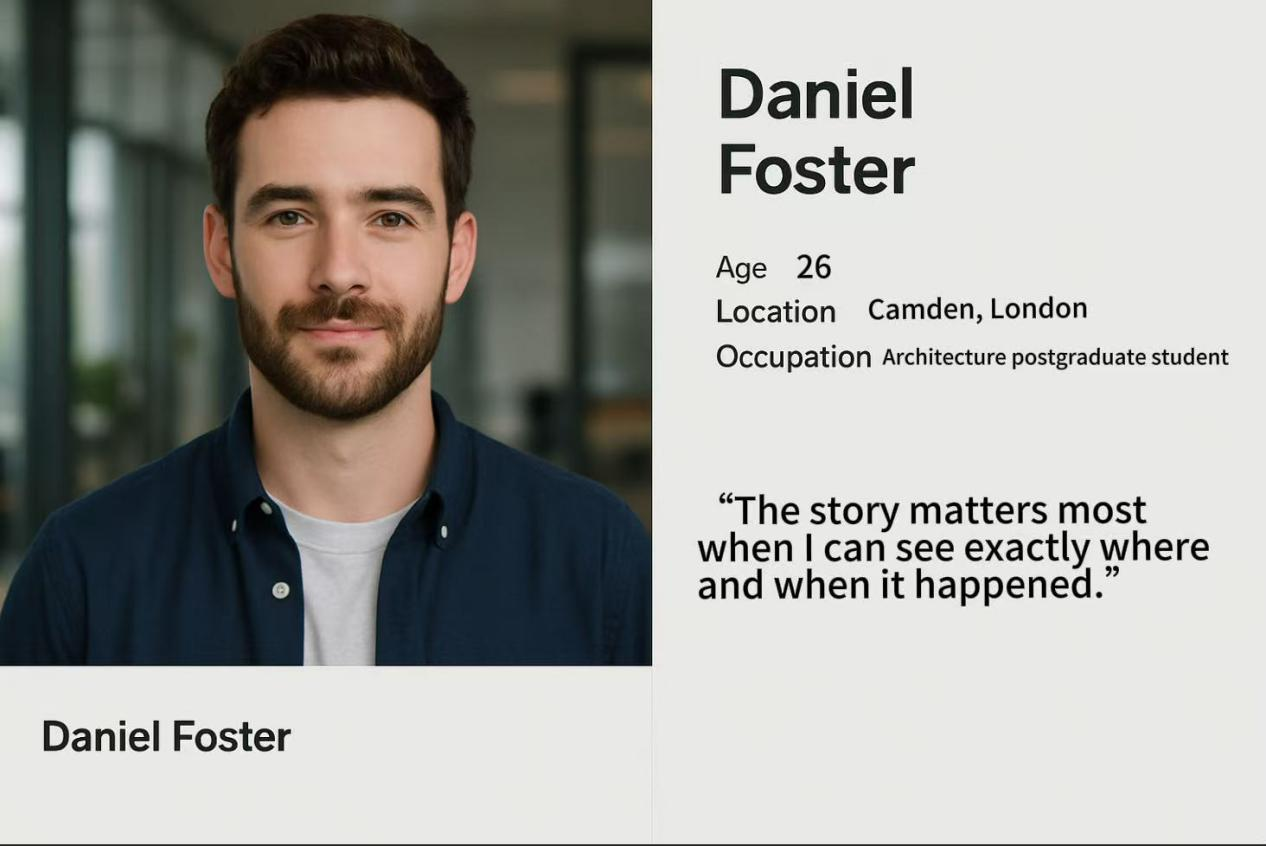 Daniel Foster
Daniel
Foster
Age 26
Location Camden, London
Occupation Architecture postgraduate student
“The story matters most
when I can see exactly where
and when it happened.”